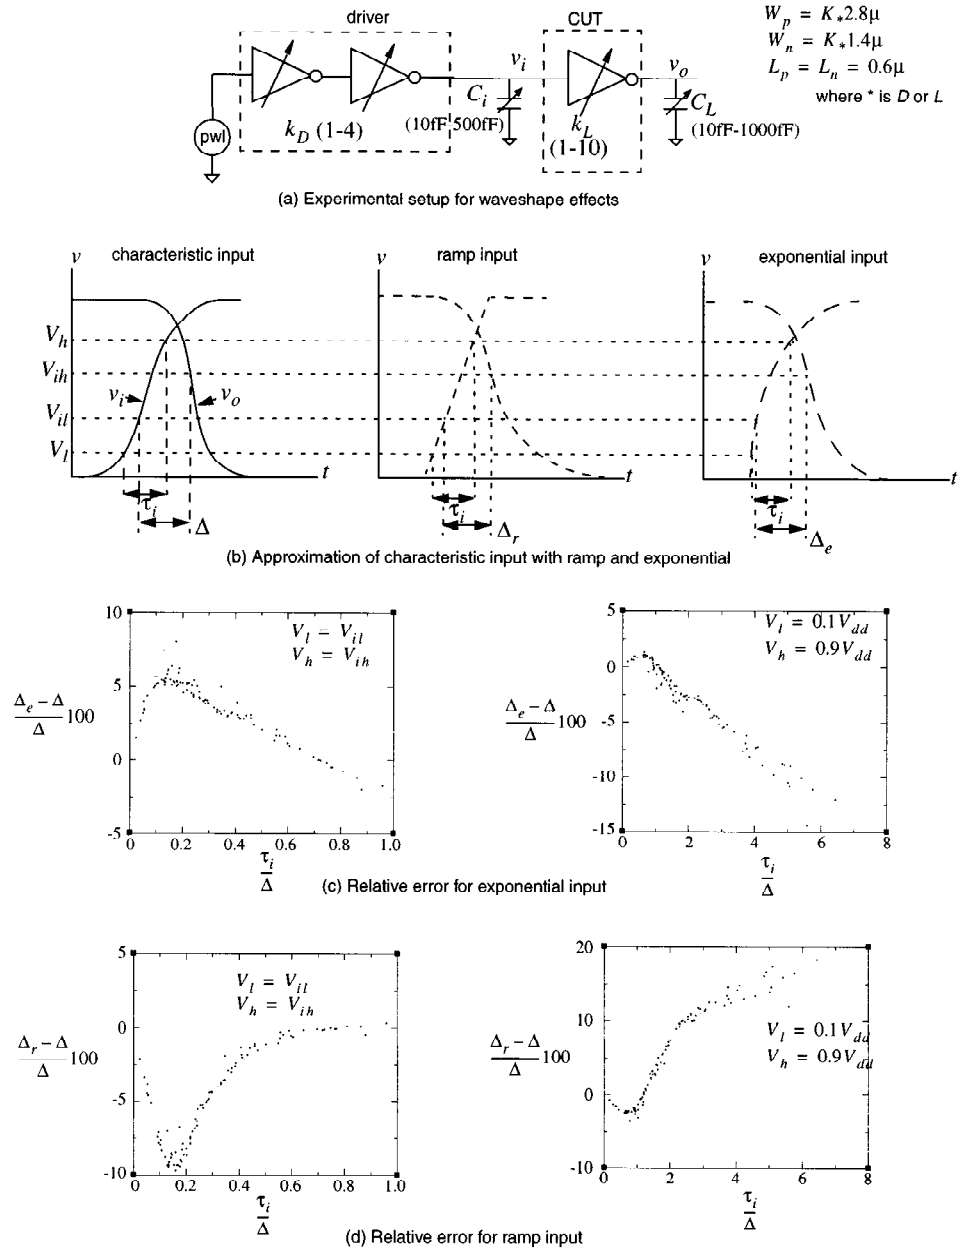 driver
CUT
W_p = K_* 2.8µ
W_n = K_* 1.4µ
L_p = L_n = 0.6µ
where * is D or L
pwl
k_D (1-4)
v_i
C_i
(10fF-500fF)
k_L
(1-10)
v_o
C_L
(10fF-1000fF)
(a) Experimental setup for waveshape effects
v characteristic input
v ramp input
v exponential input
V_h
V_ih
V_il
V_l
v_i
v_o
t
t
t
τ_i
Δ
τ_i
Δ_r
τ_i
Δ_e
(b) Approximation of characteristic input with ramp and exponential
Δ_e − Δ
Δ
100
10
5
0
-5
0 0.2 0.4 0.6 0.8 1.0
V_l = V_il
V_h = V_ih
τ_i
Δ
Δ_e − Δ
Δ
100
5
0
-5
-10
-15
0 2 4 6 8
V_l = 0.1V_dd
V_h = 0.9V_dd
τ_i
Δ
(c) Relative error for exponential input
Δ_r − Δ
Δ
100
5
0
-5
-10
0 0.2 0.4 0.6 0.8 1.0
V_l = V_il
V_h = V_ih
τ_i
Δ
Δ_r − Δ
Δ
100
20
10
0
-10
0 2 4 6 8
V_l = 0.1V_dd
V_h = 0.9V_dd
τ_i
Δ
(d) Relative error for ramp input